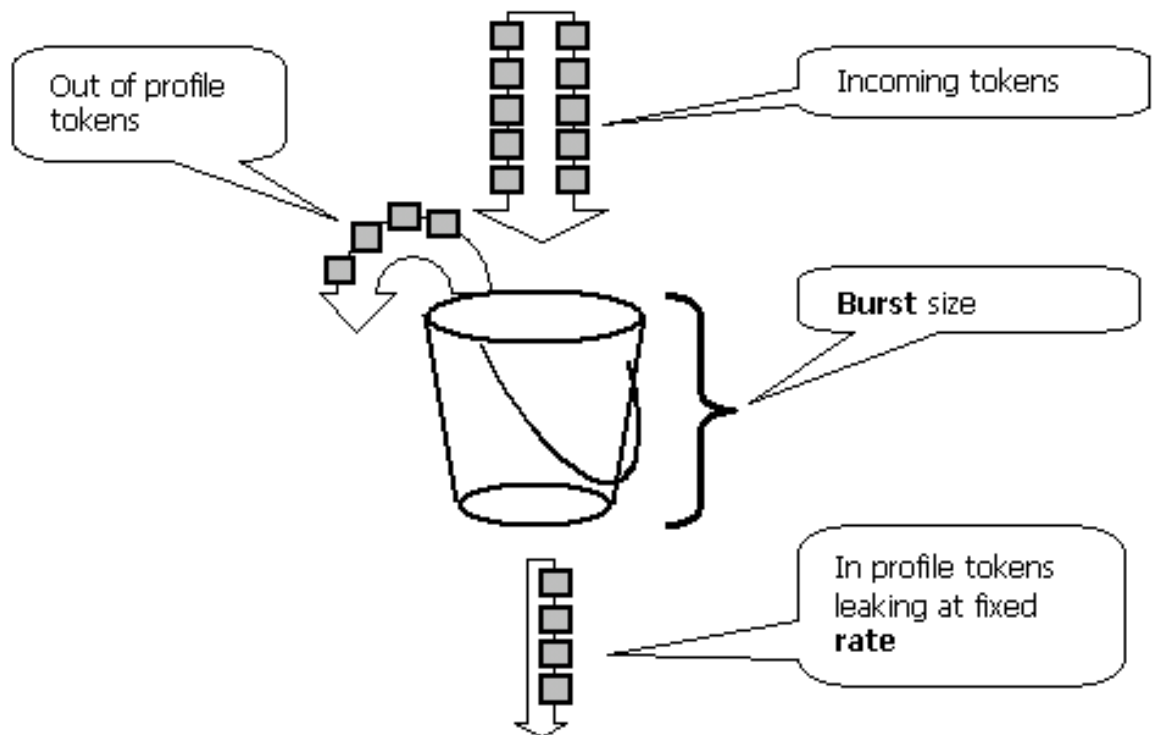 Out of profile
tokens
Incoming tokens
Burst size
In profile tokens
leaking at fixed
rate